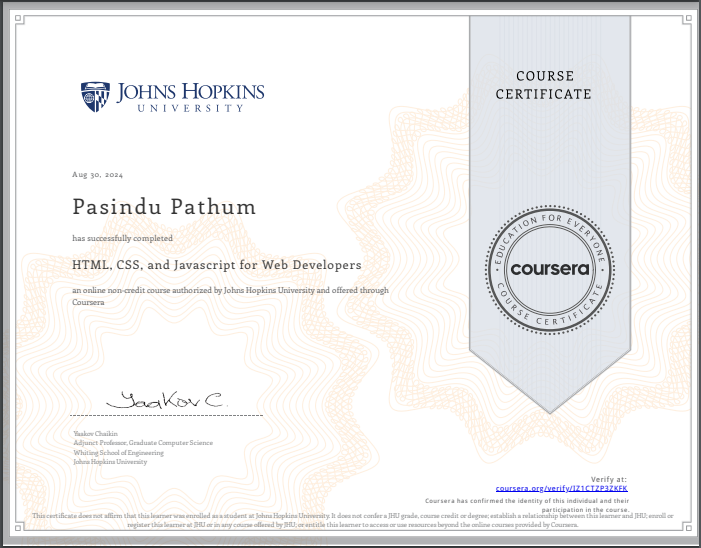 JOHNS HOPKINS
UNIVERSITY
COURSE
CERTIFICATE
Aug 30, 2024
Pasindu Pathum
has successfully completed
HTML, CSS, and Javascript for Web Developers
an online non-credit course authorized by Johns Hopkins University and offered through
Coursera
EDUCATION FOR EVERYONE
coursera
COURSE CERTIFICATE
Yaakov C.
Yaakov Chaikin
Adjunct Professor, Graduate Computer Science
Whiting School of Engineering
Johns Hopkins University
Verify at:
coursera.org/verify/IZ1CTZP3ZKFK
Coursera has confirmed the identity of this individual and their
participation in the course.
This certificate does not affirm that this learner was enrolled as a student at Johns Hopkins University. It does not confer a JHU grade, course credit or degree; establish a relationship between this learner and JHU; enroll or
register this learner at JHU or in any course offered by JHU; or entitle this learner to access or use resources beyond the online courses provided by Coursera.